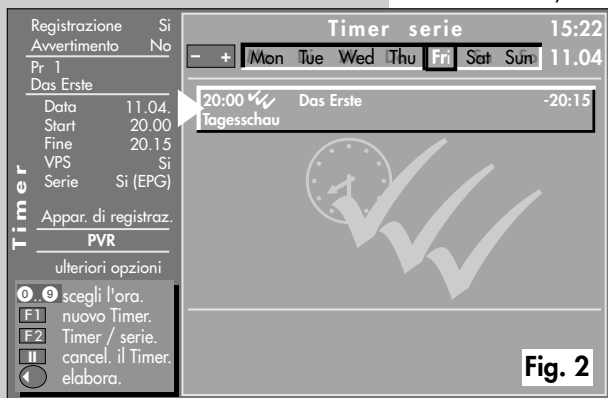 Registrazione Si
Avvertimento No
Pr 1
Das Erste
Data 11.04.
Start 20.00
Fine 20.15
VPS Si
Serie Si (EPG)
Appar. di registraz.
PVR
ulteriori opzioni
Timer
0..9 scegli l'ora.
F1 nuovo Timer.
F2 Timer / serie.
cancel. il Timer.
elabora.
Timer serie 15:22
- + Mon Tue Wed Thu Fri Sat Sun 11.04
20:00 Das Erste -20:15
Tagesschau
Fig. 2